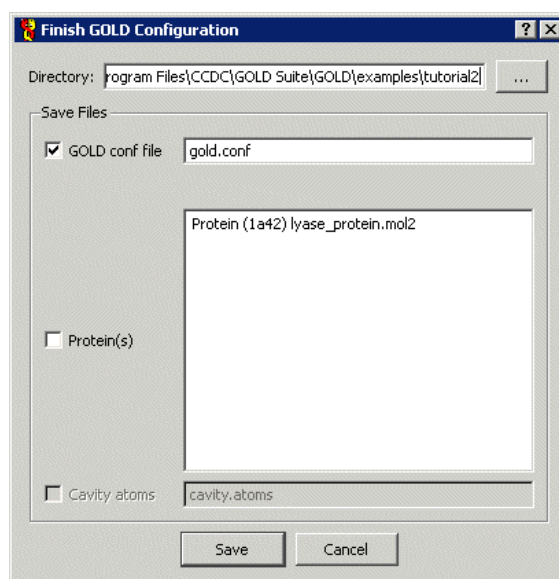 Finish GOLD Configuration
Directory: rogram Files\CCDC\GOLD Suite\GOLD\examples\tutorial2 ...
Save Files
GOLD conf file gold.conf
Protein (1a42) lyase_protein.mol2
Protein(s)
Cavity atoms cavity.atoms
Save Cancel